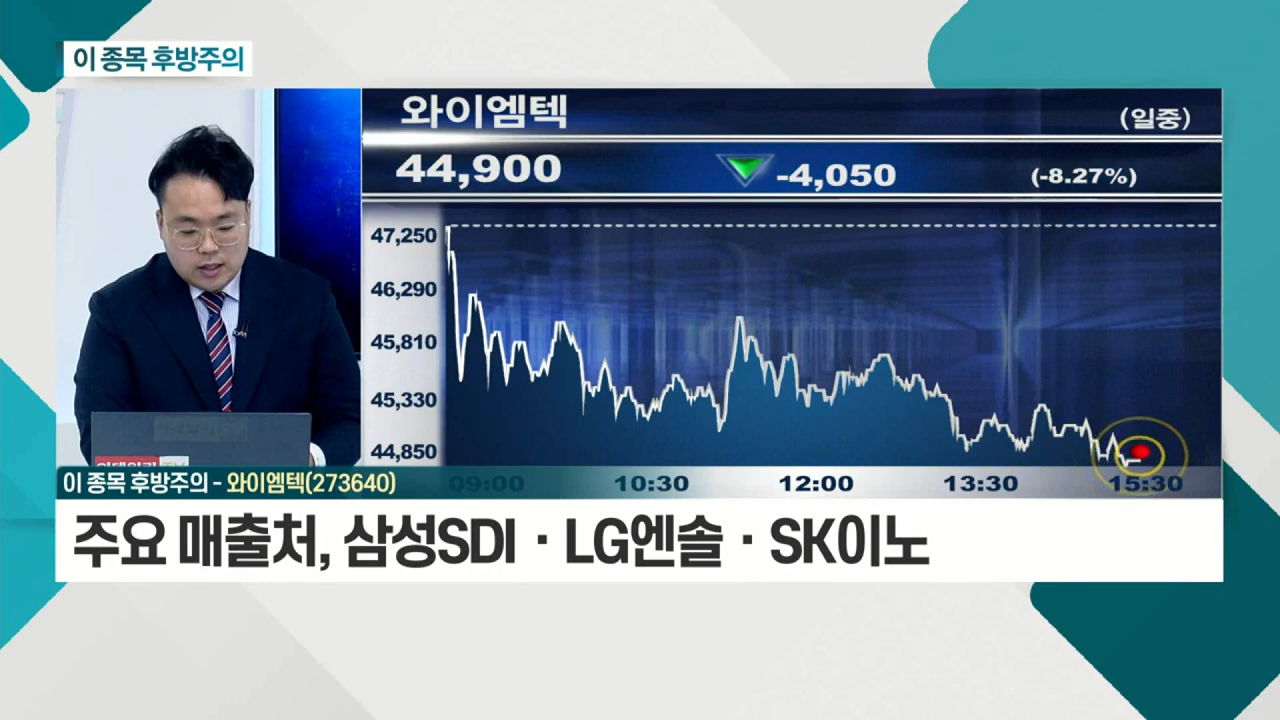 이 종목 후방주의
와이엠텍
(일중)
44,900
-4,050
(-8.27%)
47,250
46,290
45,810
45,330
44,850
09:00
10:30
12:00
13:30
15:30
이 종목 후방주의 - 와이엠텍(273640)
주요 매출처, 삼성SDI · LG엔솔 · SK이노